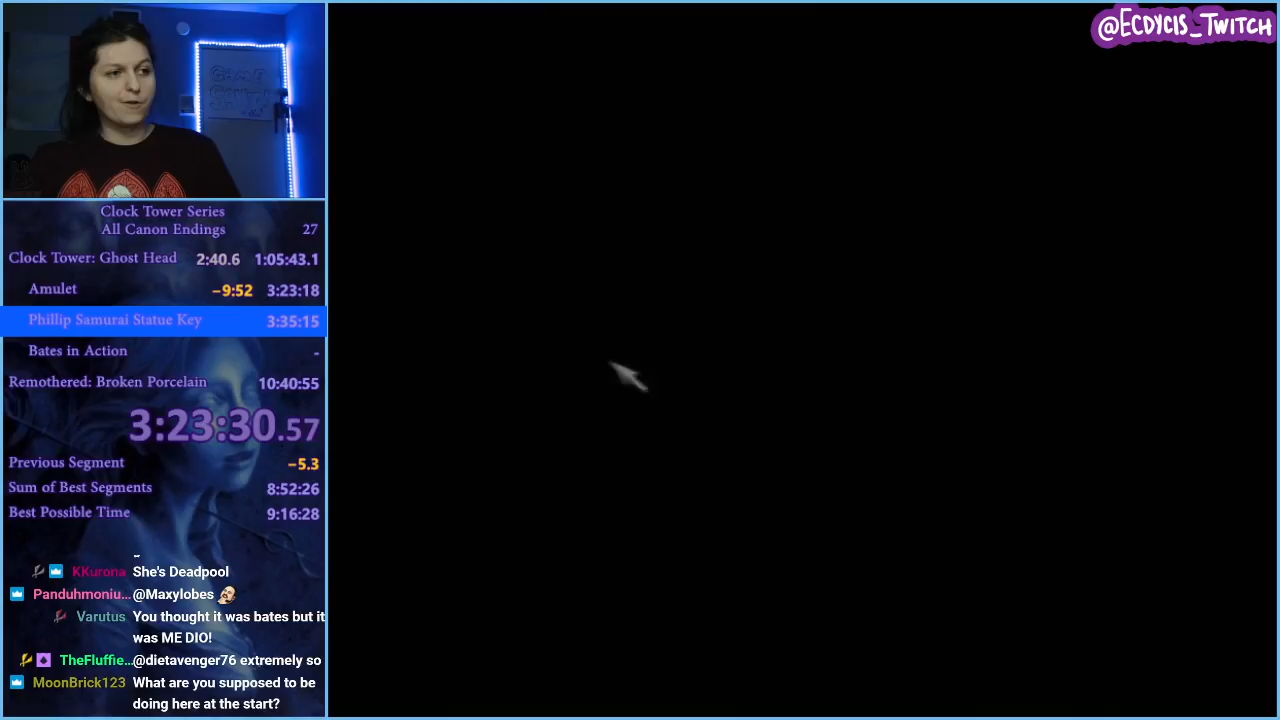 @ECDYCIS_TWITCH
GAME
Clock Tower Series
All Canon Endings 27
Clock Tower: Ghost Head 2:40.6 1:05:43.1
Amulet −9:52 3:23:18
Phillip Samurai Statue Key 3:35:15
Bates in Action -
Remothered: Broken Porcelain 10:40:55
3:23:30.57
Previous Segment −5.3
Sum of Best Segments 8:52:26
Best Possible Time 9:16:28
KKurona She's Deadpool
Panduhmoniu... @Maxylobes
Varutus You thought it was bates but it
was ME DIO!
TheFluffie... @dietavenger76 extremely so
MoonBrick123 What are you supposed to be
doing here at the start?